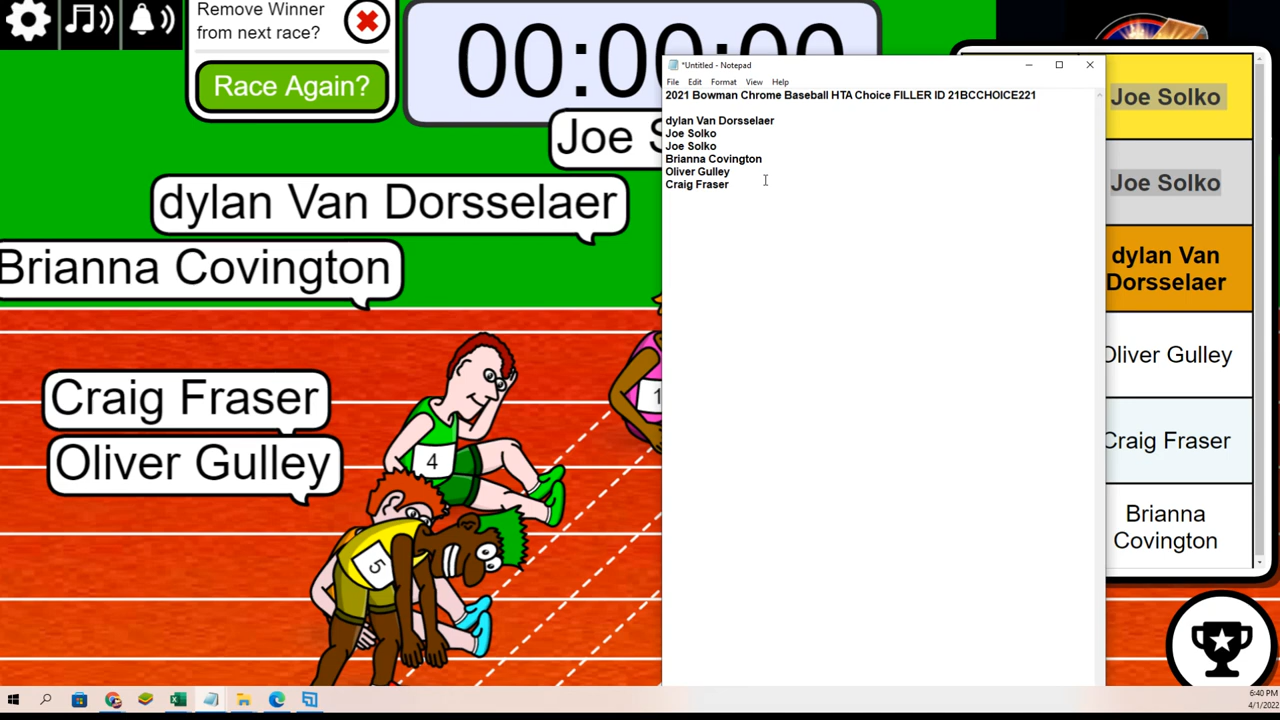 Remove Winner
from next race?
Race Again?
00:00:00
*Untitled - Notepad
File Edit Format View Help
2021 Bowman Chrome Baseball HTA Choice FILLER ID 21BCCHOICE221
dylan Van Dorsselaer
Joe Solko
Joe Solko
Brianna Covington
Oliver Gulley
Craig Fraser
Joe S
dylan Van Dorsselaer
Brianna Covington
Craig Fraser
Oliver Gulley
4
5
1
Joe Solko
Joe Solko
dylan Van
Dorsselaer
Oliver Gulley
Craig Fraser
Brianna
Covington
6:40 PM
4/1/2022